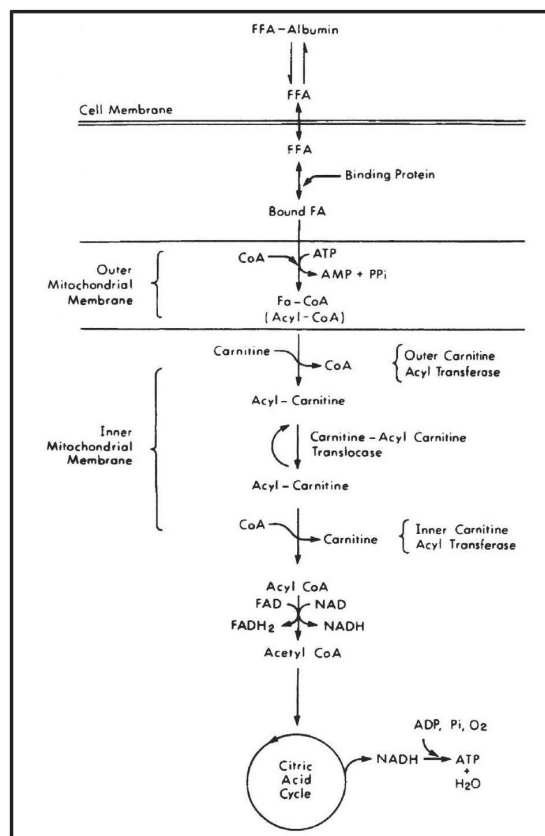 FFA-Albumin
FFA
Cell Membrane
FFA
Binding Protein
Bound FA
CoA
ATP
AMP + PPi
Outer
Mitochondrial
Membrane
Fa-CoA
(Acyl-CoA)
Carnitine
CoA
Outer Carnitine
Acyl Transferase
Acyl-Carnitine
Inner
Mitochondrial
Membrane
Carnitine-Acyl Carnitine
Translocase
Acyl-Carnitine
CoA
Carnitine
Inner Carnitine
Acyl Transferase
Acyl CoA
FAD
NAD
FADH2
NADH
Acetyl CoA
Citric
Acid
Cycle
NADH
ADP, Pi, O2
ATP
+
H2O